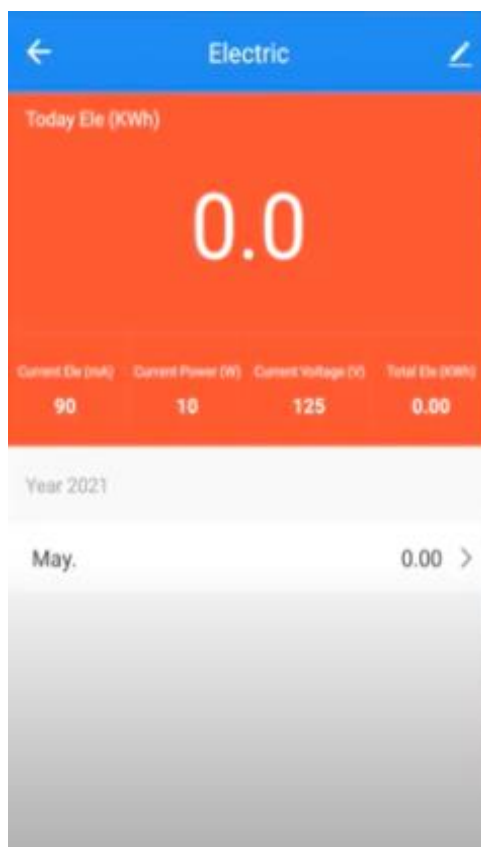 Electric
Today Ele (KWh)
0.0
Current Ele (mA) Current Power (W) Current Voltage (V) Total Ele (KWh)
90 10 125 0.00
Year 2021
May. 0.00